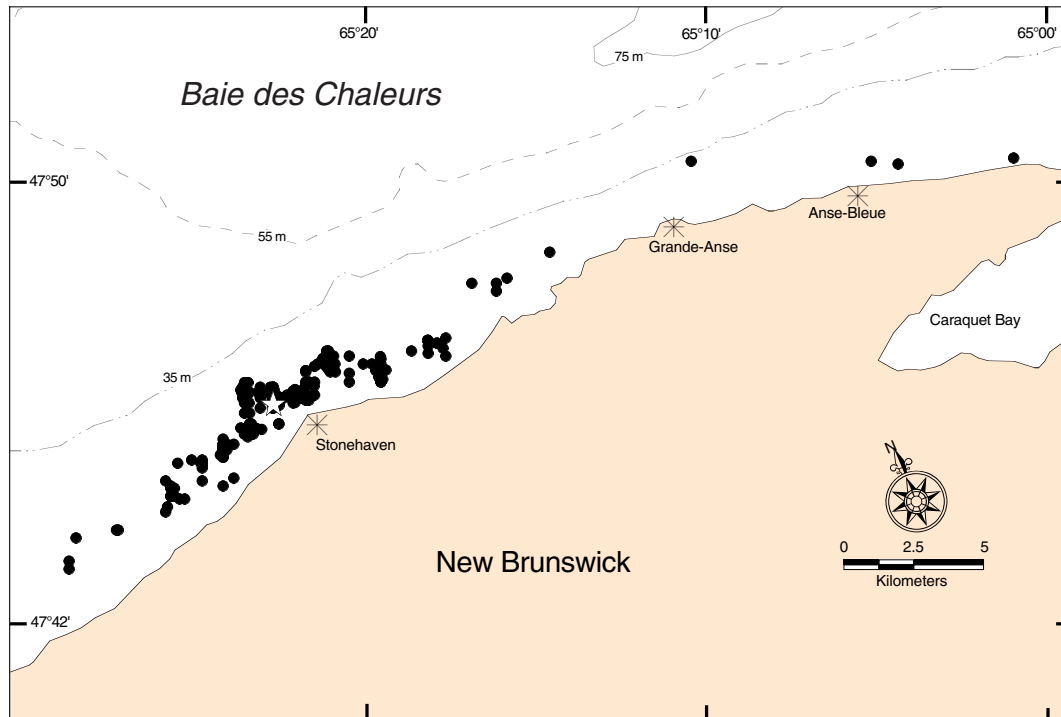 65°20'
65°10'
65°00'
75 m
Baie des Chaleurs
47°50'
Anse-Bleue
55 m
Grande-Anse
Caraquet Bay
35 m
Stonehaven
N
New Brunswick
0 2.5 5
Kilometers
47°42'